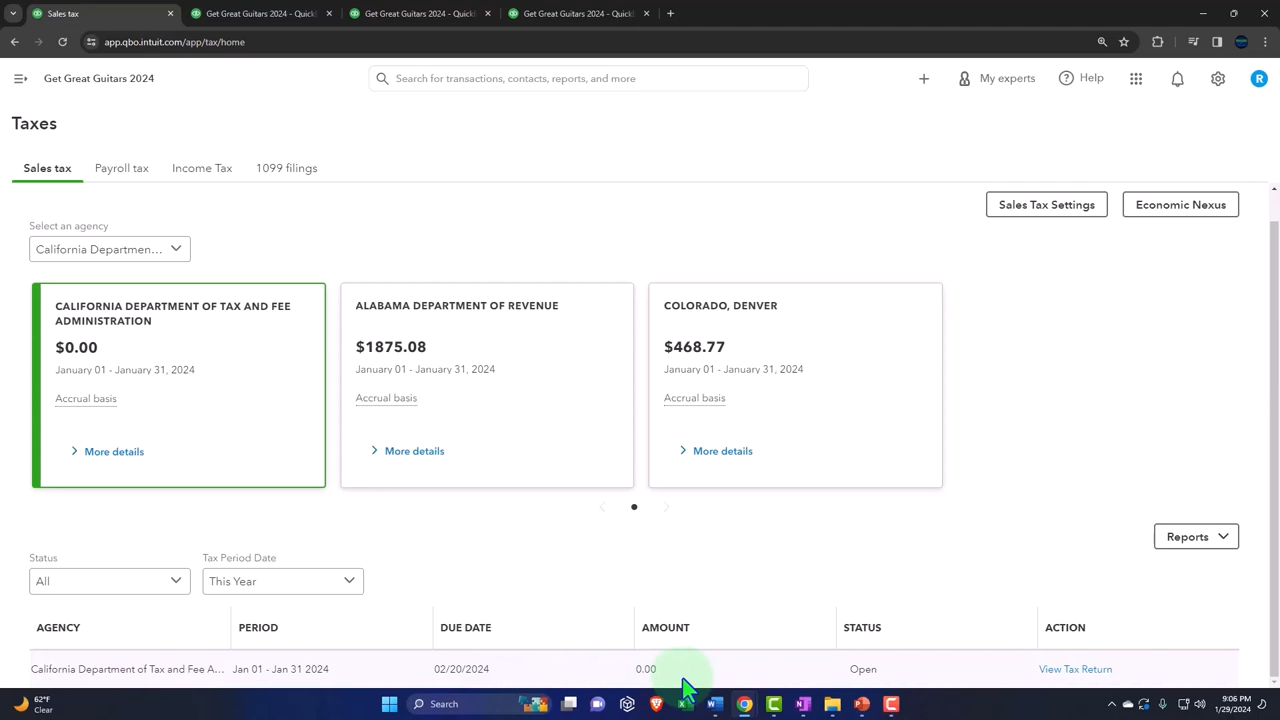 Sales tax
Get Great Guitars 2024 – Quick
Get Great Guitars 2024 – Quick
Get Great Guitars 2024 – Quick
app.qbo.intuit.com/app/tax/home
Get Great Guitars 2024
Search for transactions, contacts, reports, and more
My experts
Help
R
Taxes
Sales tax
Payroll tax
Income Tax
1099 filings
Sales Tax Settings
Economic Nexus
Select an agency
California Departmen...
CALIFORNIA DEPARTMENT OF TAX AND FEE
ADMINISTRATION
$0.00
January 01 - January 31, 2024
Accrual basis
More details
ALABAMA DEPARTMENT OF REVENUE
$1875.08
January 01 - January 31, 2024
Accrual basis
More details
COLORADO, DENVER
$468.77
January 01 - January 31, 2024
Accrual basis
More details
Reports
Status
Tax Period Date
All
This Year
AGENCY PERIOD DUE DATE AMOUNT STATUS ACTION
California Department of Tax and Fee A... Jan 01 - Jan 31 2024 02/20/2024 0.00 Open View Tax Return
62°F
Clear
Search
9:06 PM
1/29/2024